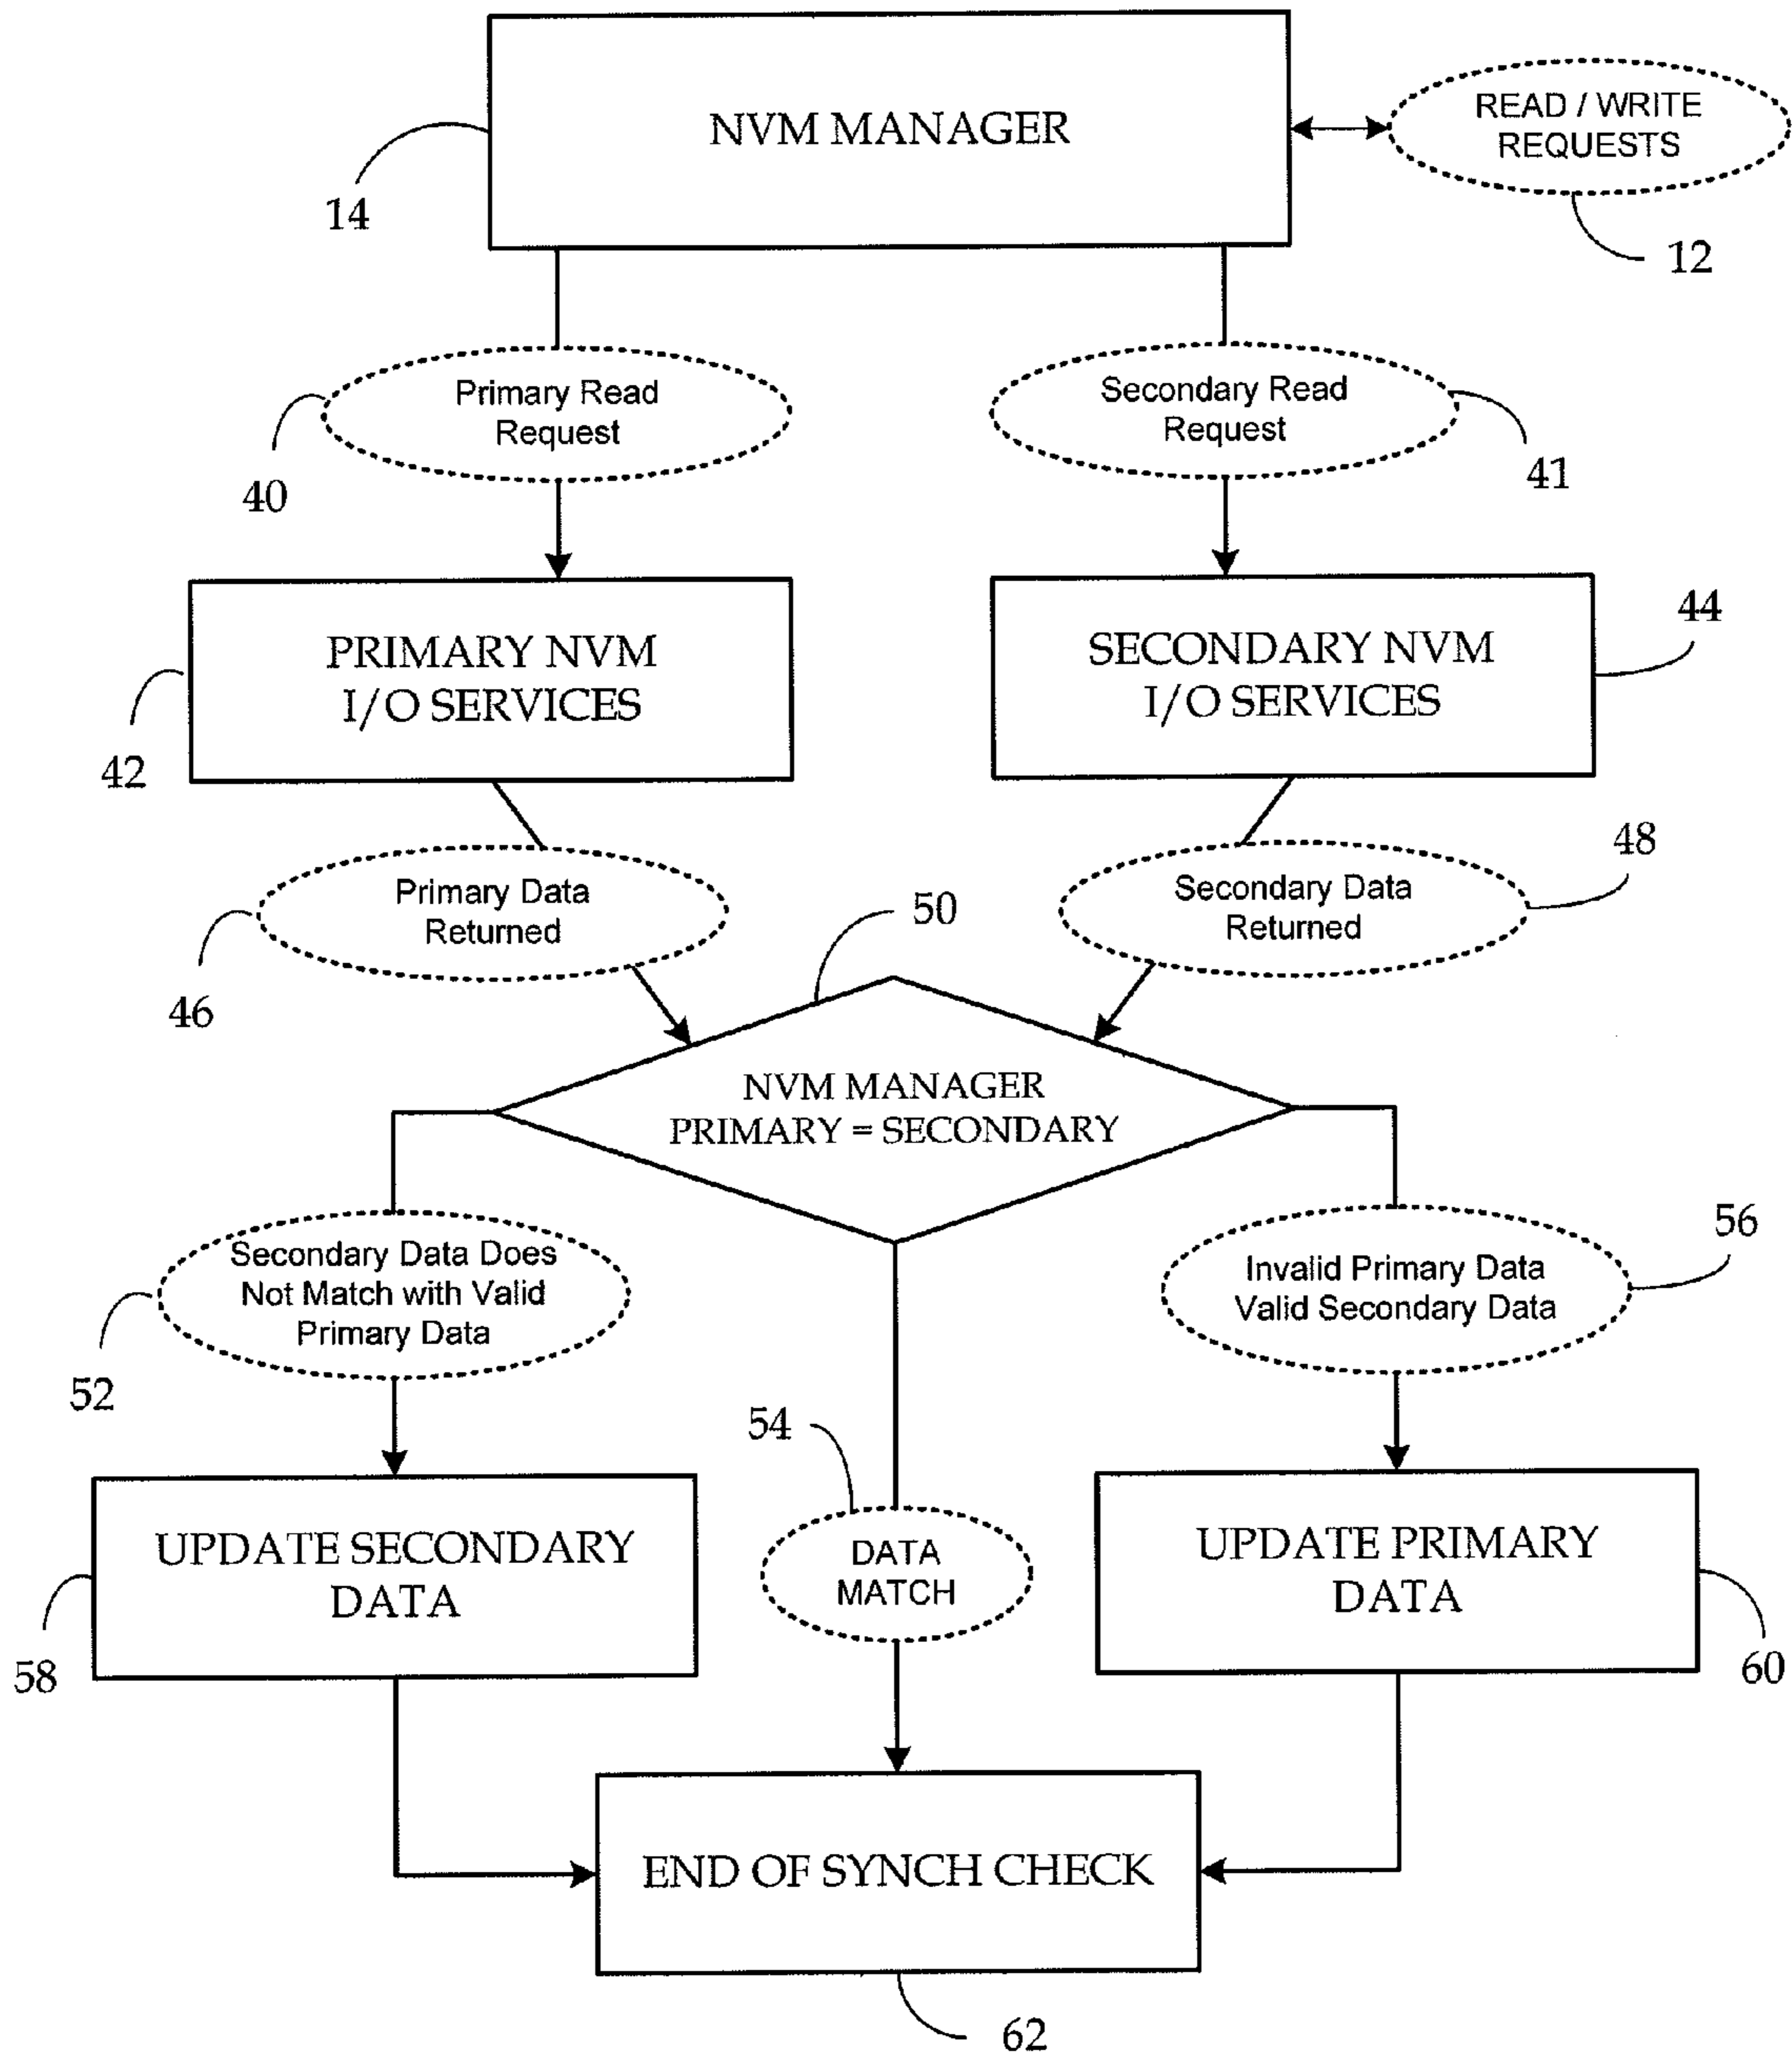 NVM MANAGER
READ / WRITE
REQUESTS
14
12
Primary Read
Request
Secondary Read
Request
40
41
PRIMARY NVM
I/O SERVICES
SECONDARY NVM
I/O SERVICES
44
42
Primary Data
Returned
Secondary Data
Returned
48
50
46
NVM MANAGER
PRIMARY = SECONDARY
Secondary Data Does
Not Match with Valid
Primary Data
Invalid Primary Data
Valid Secondary Data
56
52
54
UPDATE SECONDARY
DATA
DATA
MATCH
UPDATE PRIMARY
DATA
58
60
END OF SYNCH CHECK
62